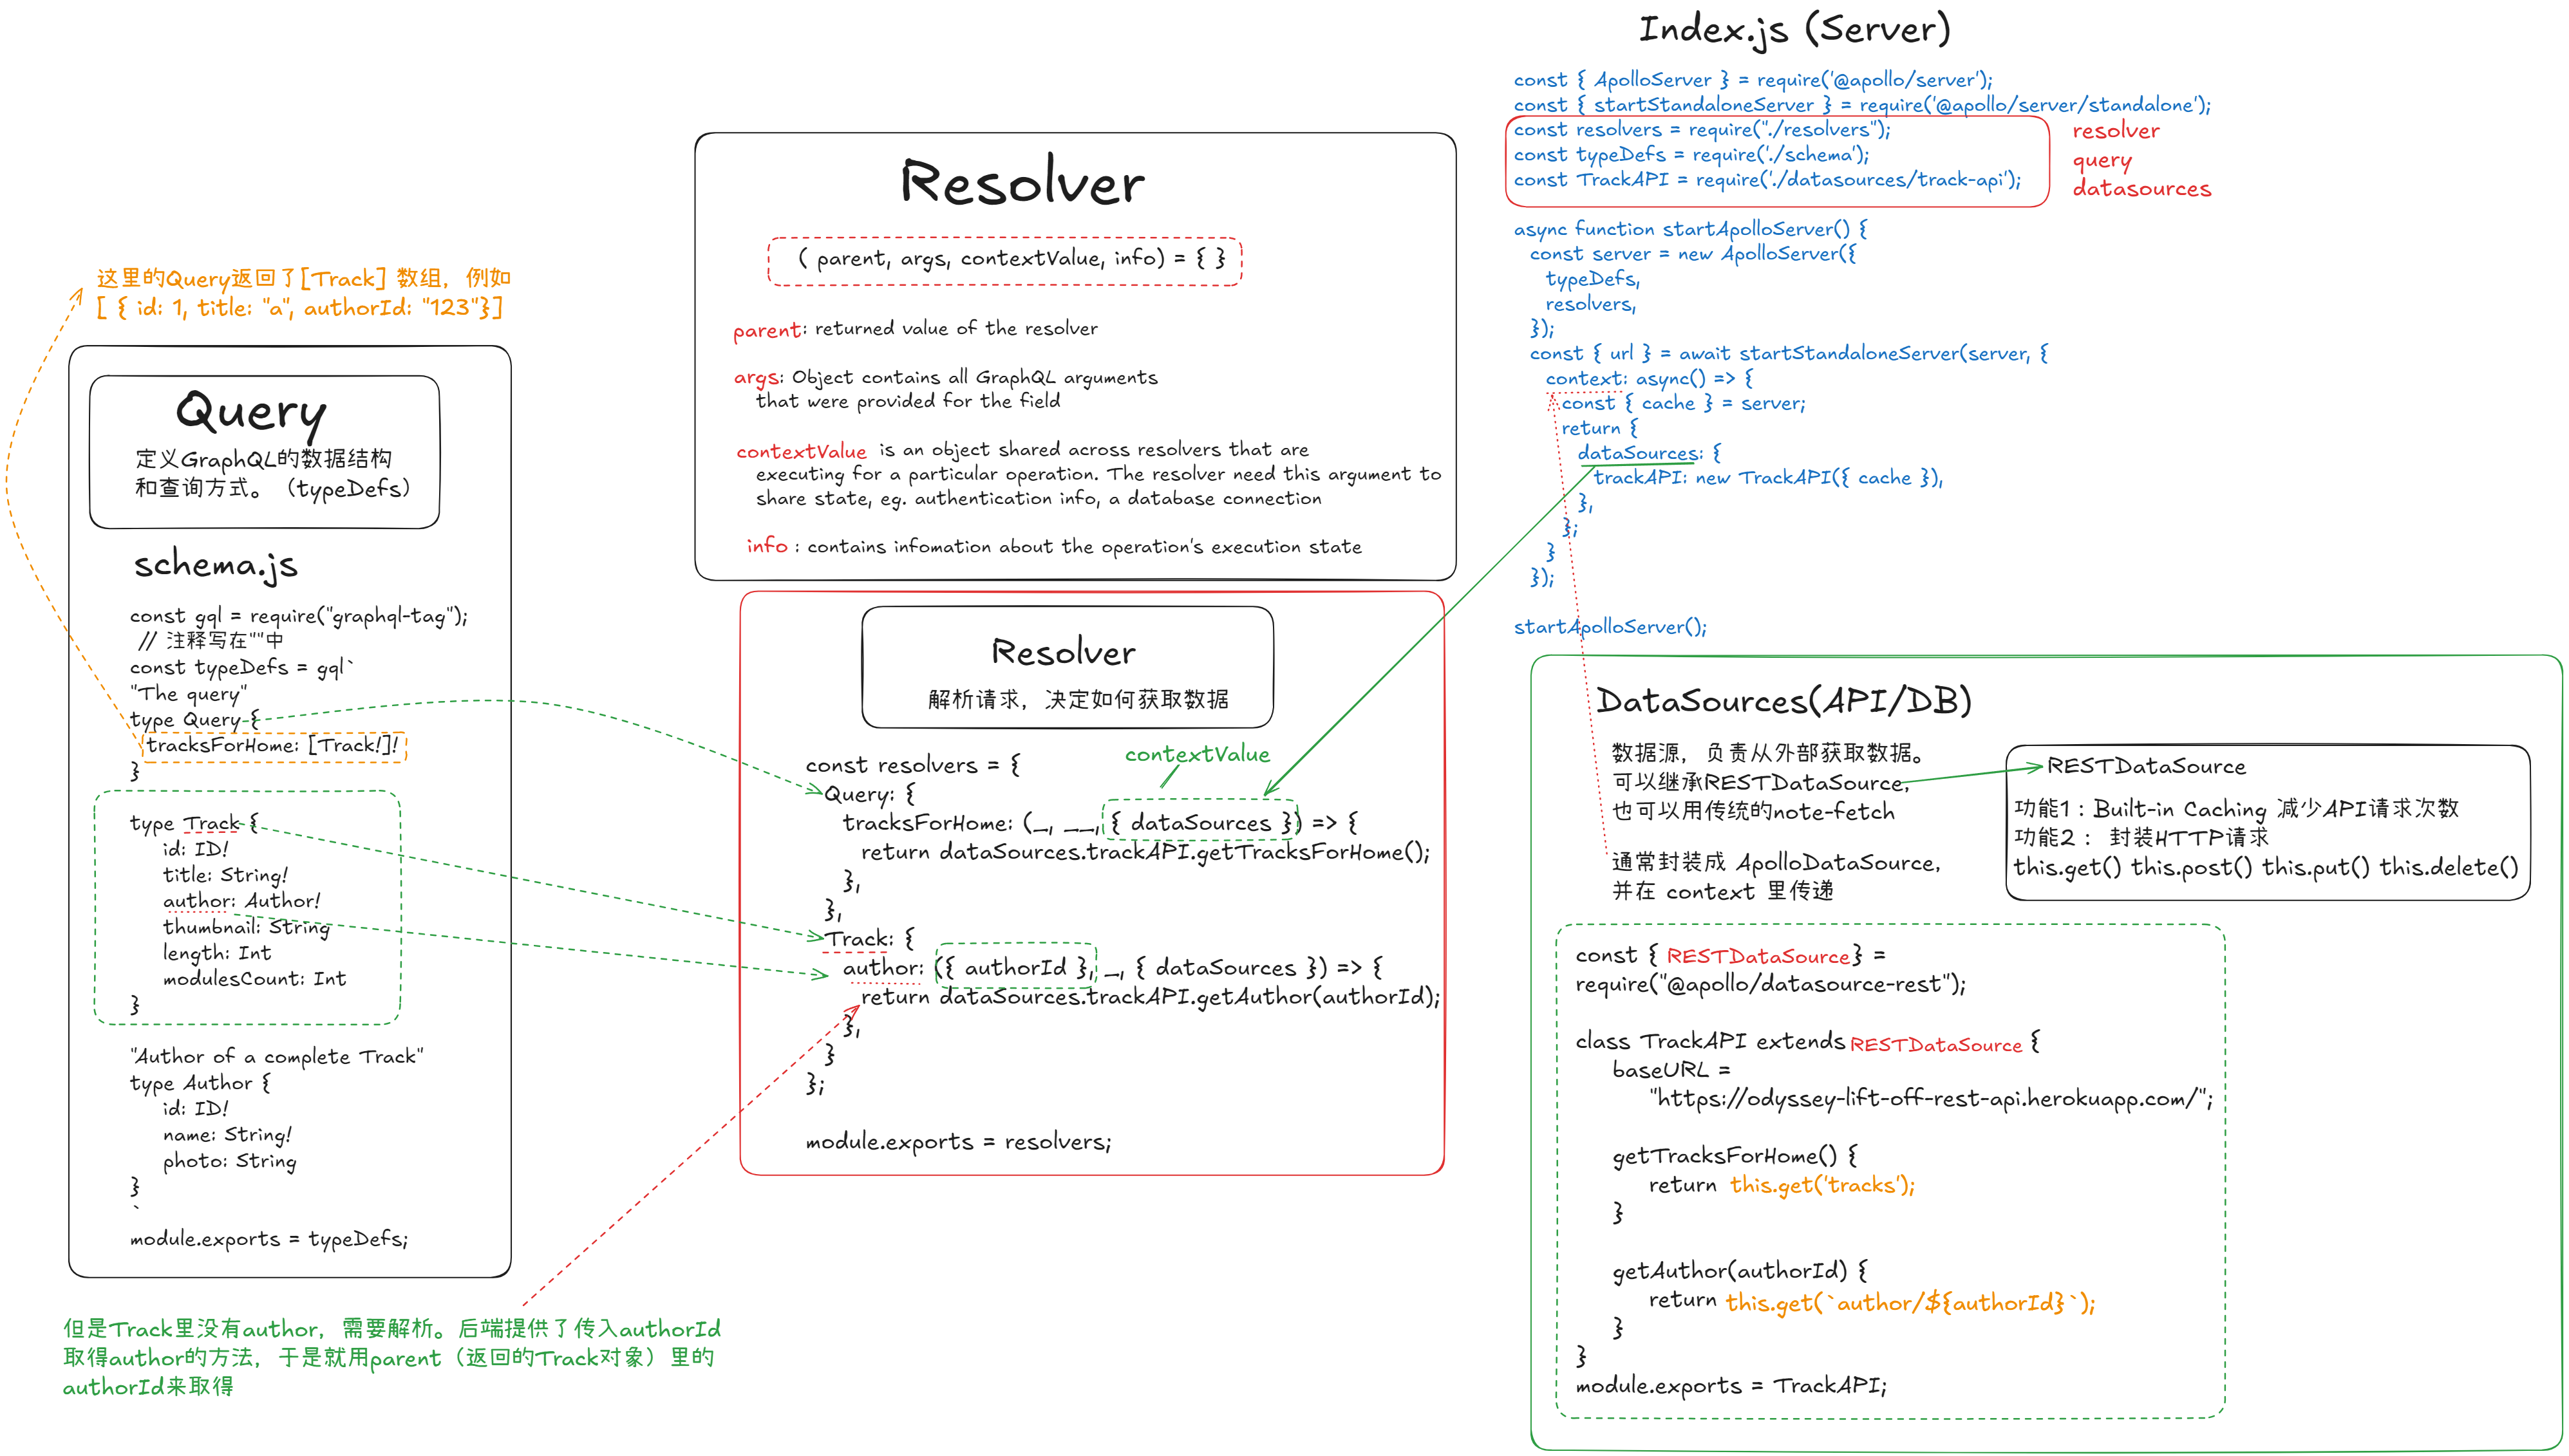 这里的Query返回了[Track] 数组，例如
[ { id: 1, title: "a", authorId: "123"}]
Query
定义GraphQL的数据结构
和查询方式。（typeDefs）
schema.js
const gql = require("graphql-tag");
// 注释写在""中
const typeDefs = gql`
"The query"
type Query {
tracksForHome: [Track!]!
}
type Track {
id: ID!
title: String!
author: Author!
thumbnail: String
length: Int
modulesCount: Int
}
"Author of a complete Track"
type Author {
id: ID!
name: String!
photo: String
}
`
module.exports = typeDefs;
但是Track里没有author，需要解析。后端提供了传入authorId
取得author的方法，于是就用parent（返回的Track对象）里的
authorId来取得
Resolver
( parent, args, contextValue, info) = { }
parent: returned value of the resolver
args: Object contains all GraphQL arguments
that were provided for the field
contextValue is an object shared across resolvers that are
executing for a particular operation. The resolver need this argument to
share state, eg. authentication info, a database connection
info : contains infomation about the operation's execution state
Resolver
解析请求，决定如何获取数据
contextValue
const resolvers = {
Query: {
tracksForHome: (_, __, { dataSources }) => {
return dataSources.trackAPI.getTracksForHome();
},
},
Track: {
author: ({ authorId }, _, { dataSources }) => {
return dataSources.trackAPI.getAuthor(authorId);
},
}
};
module.exports = resolvers;
Index.js (Server)
const { ApolloServer } = require('@apollo/server');
const { startStandaloneServer } = require('@apollo/server/standalone');
const resolvers = require("./resolvers");
const typeDefs = require('./schema');
const TrackAPI = require('./datasources/track-api');
resolver
query
datasources
async function startApolloServer() {
const server = new ApolloServer({
typeDefs,
resolvers,
});
const { url } = await startStandaloneServer(server, {
context: async() => {
const { cache } = server;
return {
dataSources: {
trackAPI: new TrackAPI({ cache }),
},
};
}
});
startApolloServer();
DataSources(API/DB)
数据源，负责从外部获取数据。
可以继承RESTDataSource,
也可以用传统的note-fetch
通常封装成 ApolloDataSource,
并在 context 里传递
RESTDataSource
功能1：Built-in Caching 减少API请求次数
功能2： 封装HTTP请求
this.get() this.post() this.put() this.delete()
const { RESTDataSource} =
require("@apollo/datasource-rest");
class TrackAPI extends RESTDataSource {
baseURL =
"https://odyssey-lift-off-rest-api.herokuapp.com/";
getTracksForHome() {
return this.get('tracks');
}
getAuthor(authorId) {
return this.get(`author/${authorId}`);
}
}
module.exports = TrackAPI;